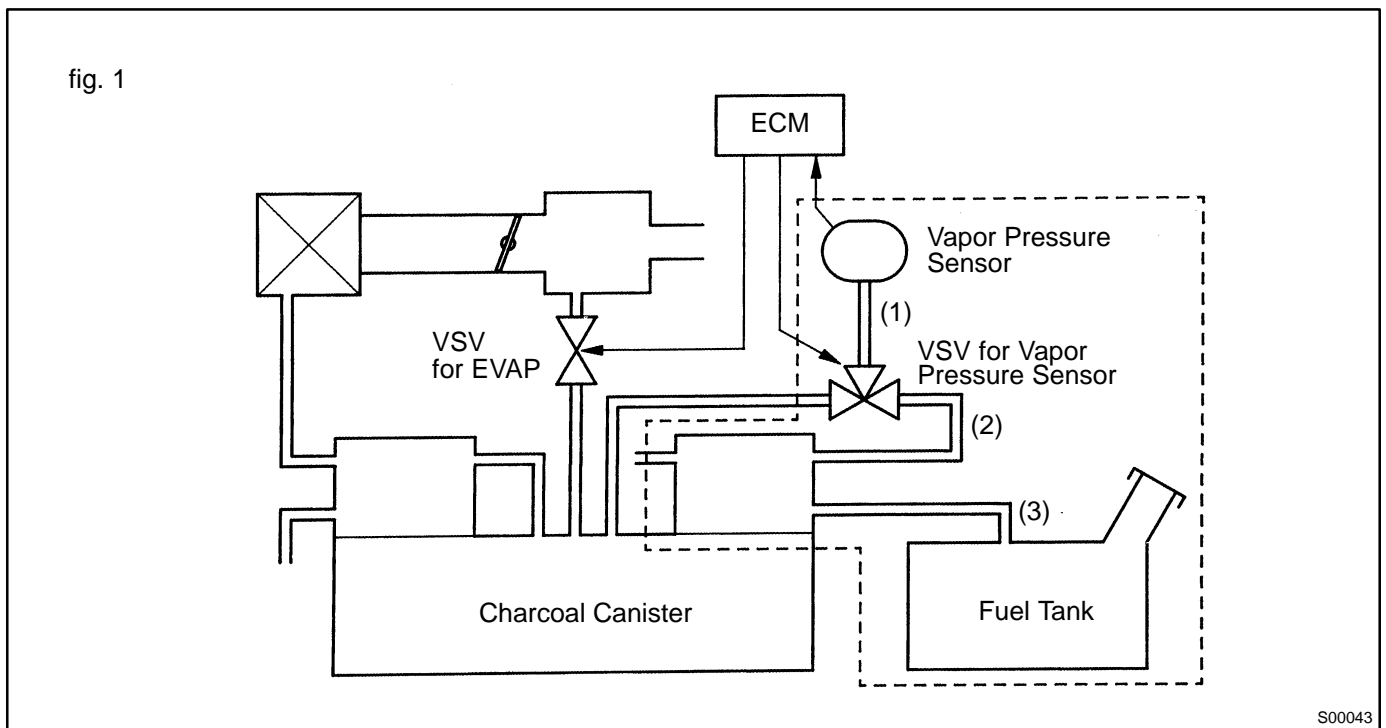 fig. 1
ECM
Vapor Pressure
Sensor
(1)
VSV
for EVAP
VSV for Vapor
Pressure Sensor
(2)
(3)
Charcoal Canister
Fuel Tank
S00043